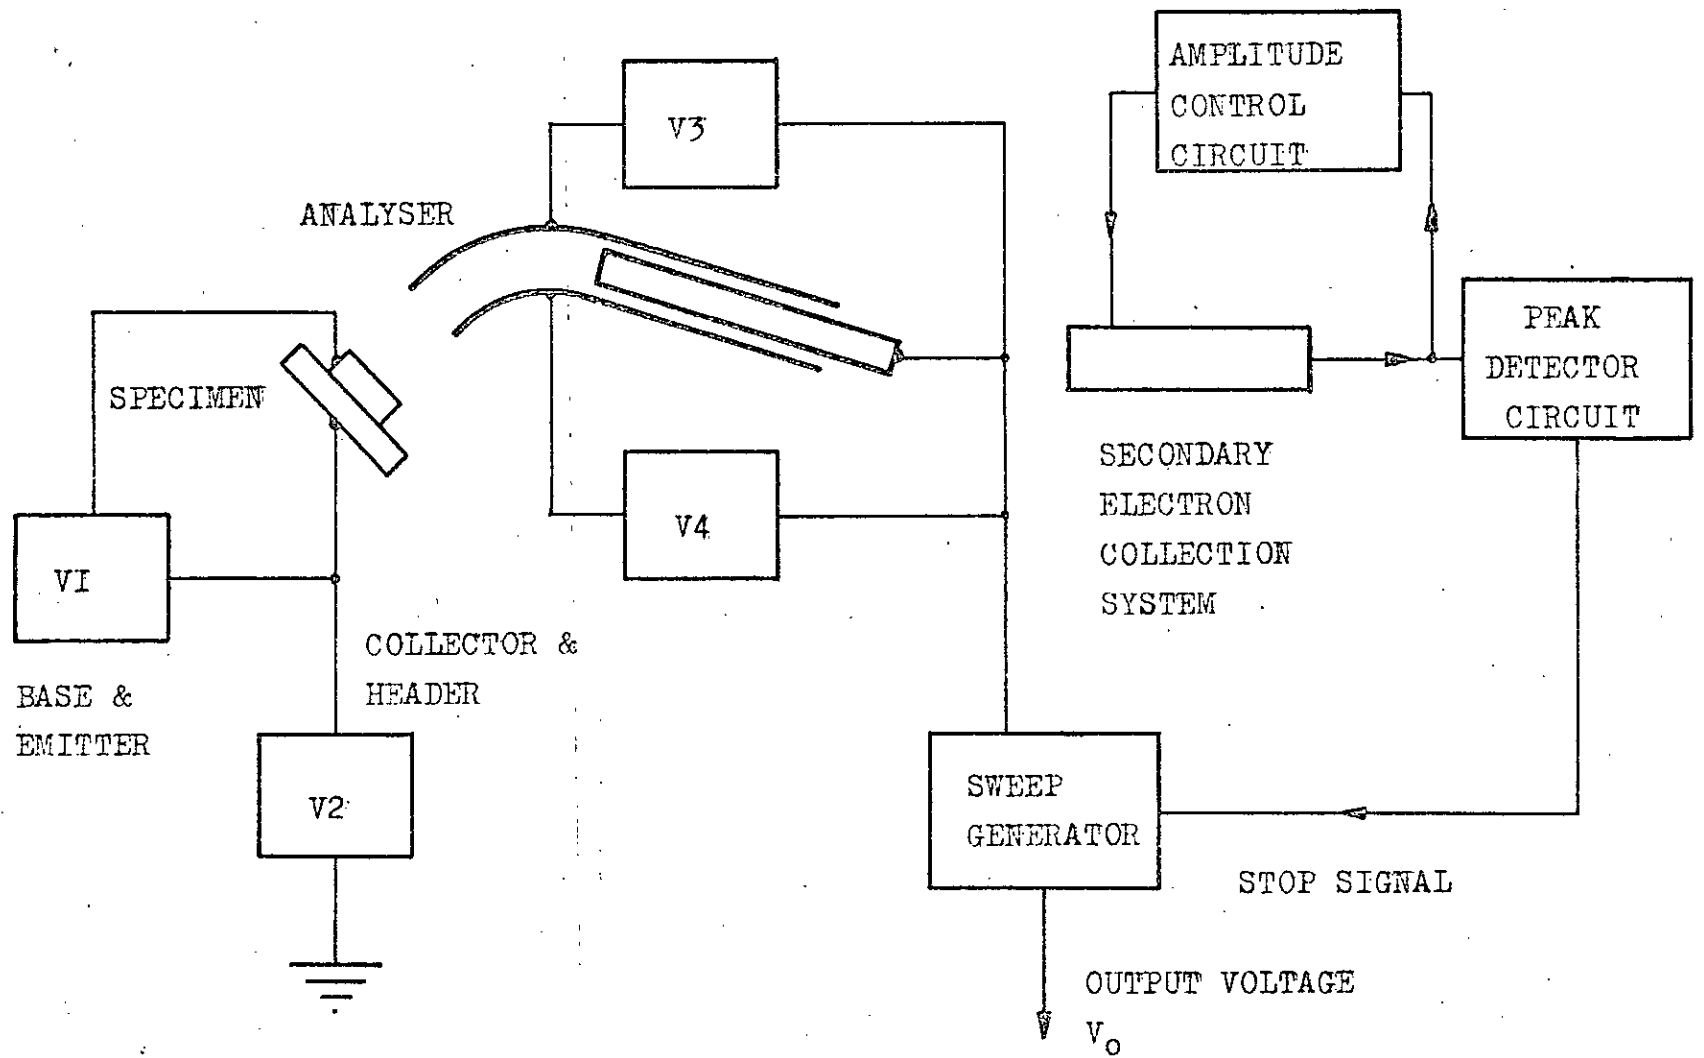 AMPLITUDE
CONTROL
CIRCUIT
V3
ANALYSER
PEAK
DETECTOR
CIRCUIT
SPECIMEN
SECONDARY
ELECTRON
COLLECTION
SYSTEM
V4
V1
COLLECTOR &
HEADER
BASE &
EMITTER
V2
SWEEP
GENERATOR
STOP SIGNAL
OUTPUT VOLTAGE
Vo